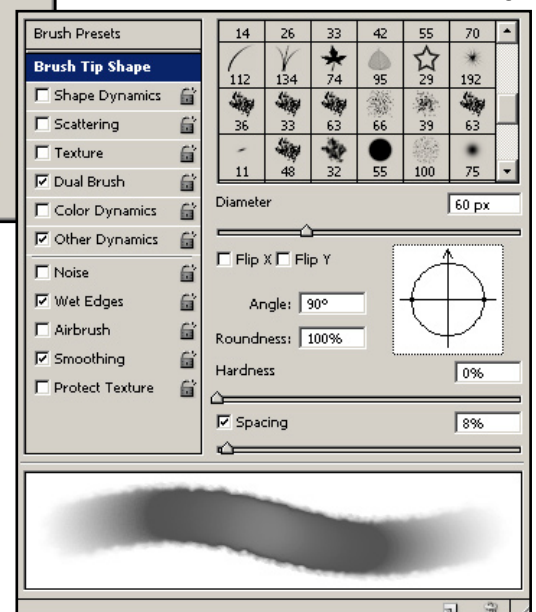 Brush Presets
Brush Tip Shape
Shape Dynamics
Scattering
Texture
Dual Brush
Color Dynamics
Other Dynamics
Noise
Wet Edges
Airbrush
Smoothing
Protect Texture
14 26 33 42 55 70
112 134 74 95 29 192
36 33 63 66 39 63
11 48 32 55 100 75
Diameter 60 px
Flip X Flip Y
Angle: 90º
Roundness: 100%
Hardness 0%
Spacing 8%